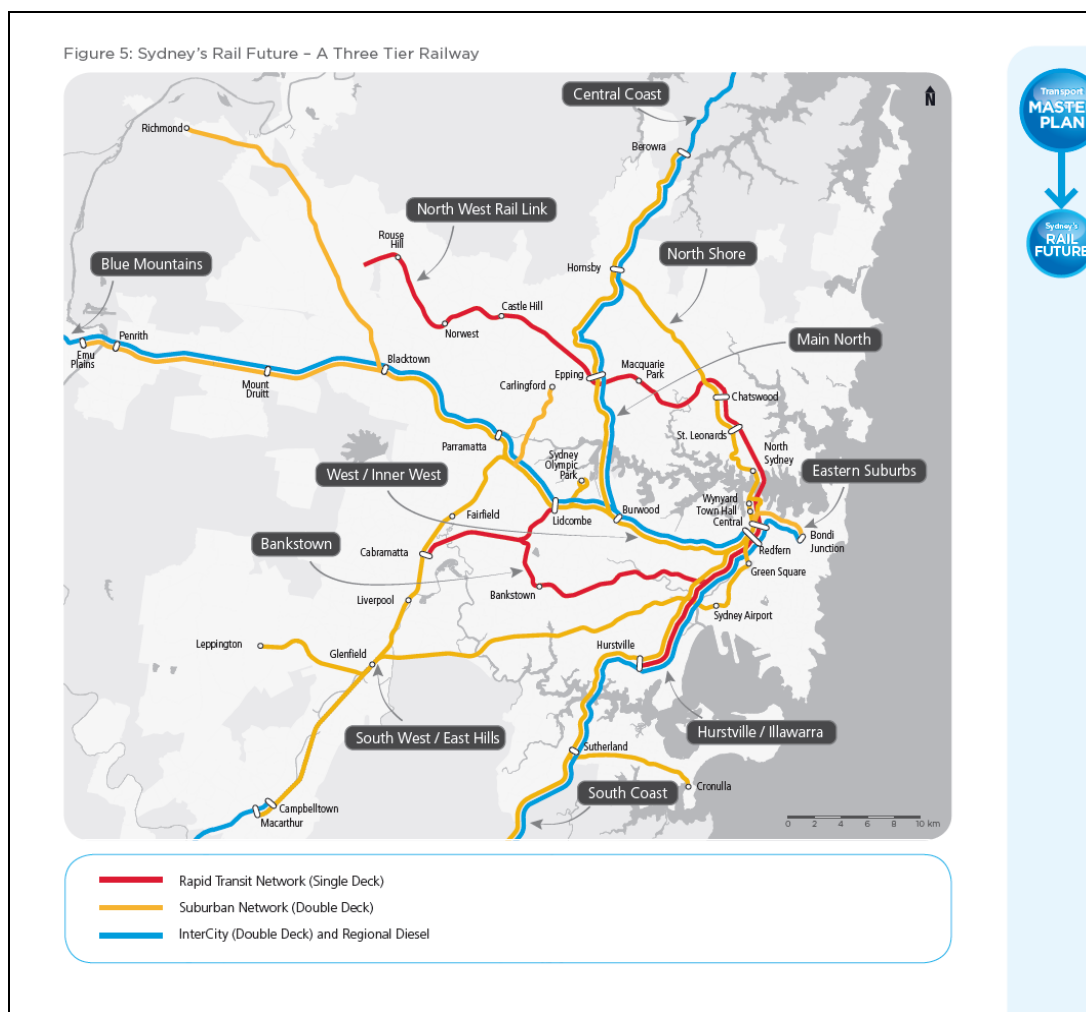 Figure 5: Sydney's Rail Future – A Three Tier Railway
Transport
MASTE
PLAN
Sydney's
RAIL
FUTURE
Central Coast
N
Richmond
Berowra
North West Rail Link
Rouse
Hill
Hornsby
North Shore
Blue Mountains
Castle Hill
Norwest
Main North
Penrith
Emu
Plains
Blacktown
Mount
Druitt
Epping
Macquarie
Park
Carlingford
Chatswood
St. Leonards
Parramatta
North
Sydney
Sydney
Olympic
Park
West / Inner West
Eastern Suburbs
Wynyard
Town Hall
Central
Burwood
Lidcombe
Fairfield
Bondi
Junction
Redfern
Bankstown
Cabramatta
Green Square
Bankstown
Liverpool
Sydney Airport
Leppington
Hurstville
Glenfield
South West / East Hills
Hurstville / Illawarra
Sutherland
Cronulla
South Coast
Campbelltown
Macarthur
0 2 4 6 8 10 km
Rapid Transit Network (Single Deck)
Suburban Network (Double Deck)
InterCity (Double Deck) and Regional Diesel